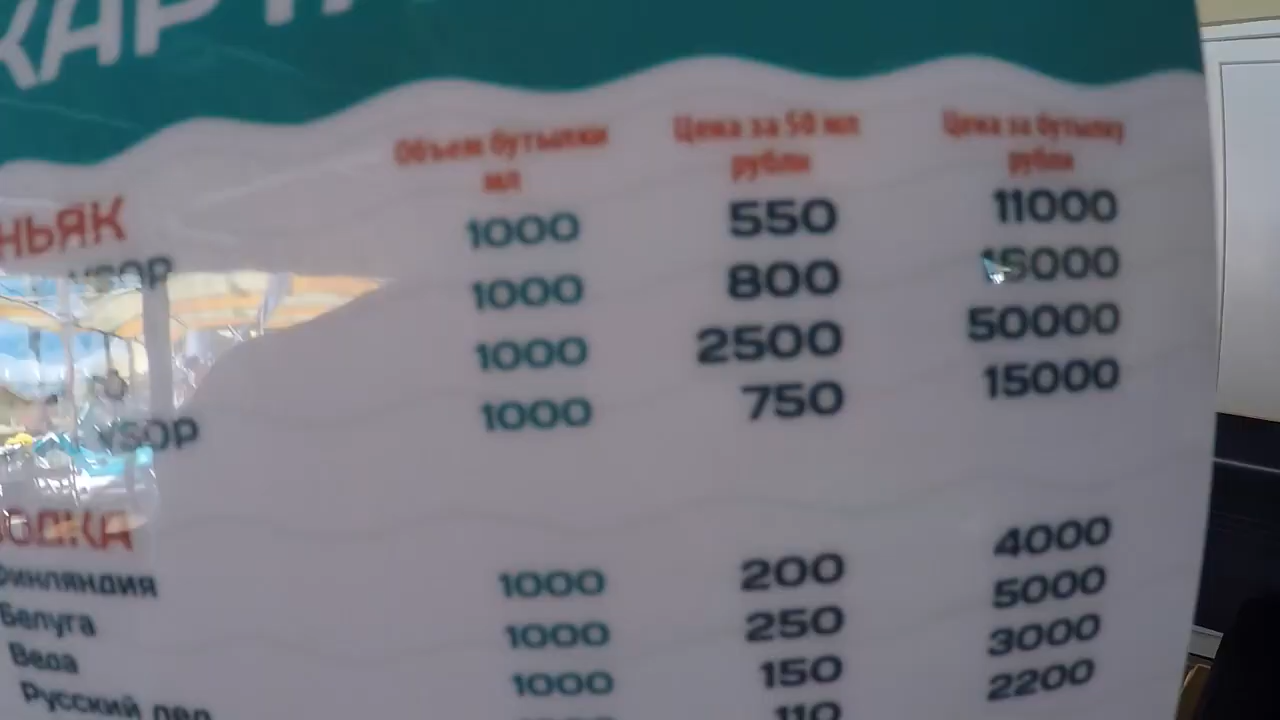 КАРТ
Объем бутылки мл Цена за 50 мл рубли Цена за бутылку рубли
НЬЯК 1000 550 11000
VSOP 1000 800 16000
1000 2500 50000
VSOP 1000 750 15000
ВОДКА
Финляндия 1000 200 4000
Белуга 1000 250 5000
Веда 1000 150 3000
Русский лед 110 2200